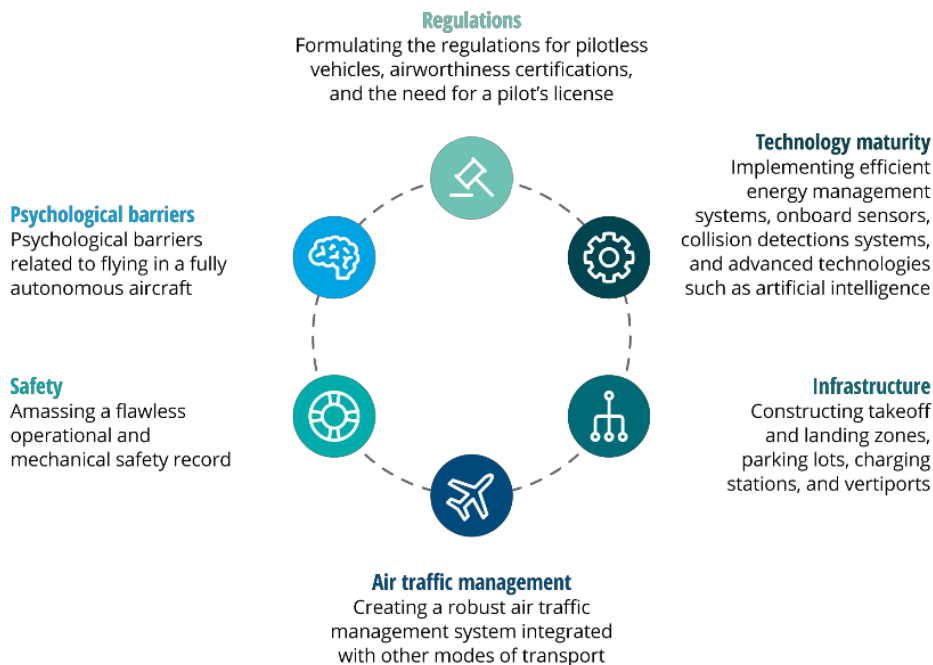 Regulations
Formulating the regulations for pilotless
vehicles, airworthiness certifications,
and the need for a pilot’s license
Technology maturity
Implementing efficient
energy management
systems, onboard sensors,
collision detections systems,
and advanced technologies
such as artificial intelligence
Infrastructure
Constructing takeoff
and landing zones,
parking lots, charging
stations, and vertiports
Air traffic management
Creating a robust air traffic
management system integrated
with other modes of transport
Safety
Amassing a flawless
operational and
mechanical safety record
Psychological barriers
Psychological barriers
related to flying in a fully
autonomous aircraft